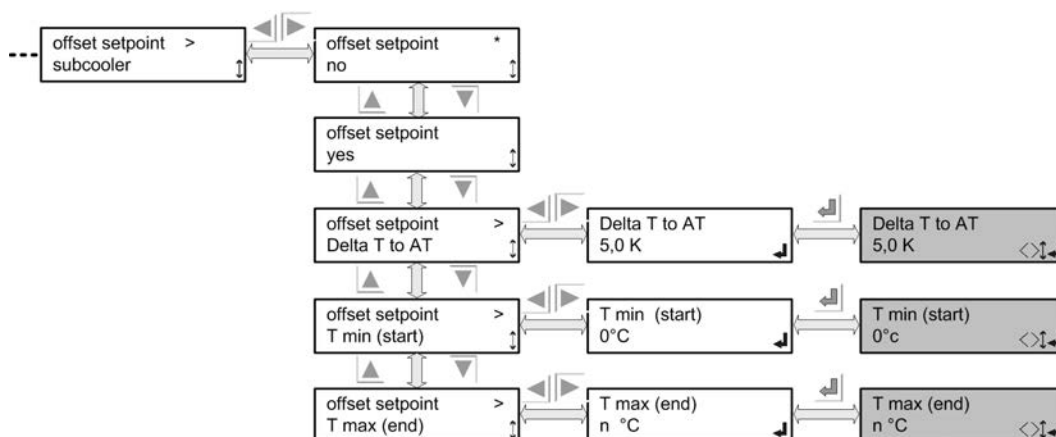 offset setpoint >
subcooler
offset setpoint *
no
offset setpoint
yes
offset setpoint >
Delta T to AT
Delta T to AT
5,0 K
Delta T to AT
5,0 K
offset setpoint >
T min (start)
T min (start)
0°C
T min (start)
0°c
offset setpoint >
T max (end)
T max (end)
n °C
T max (end)
n °C